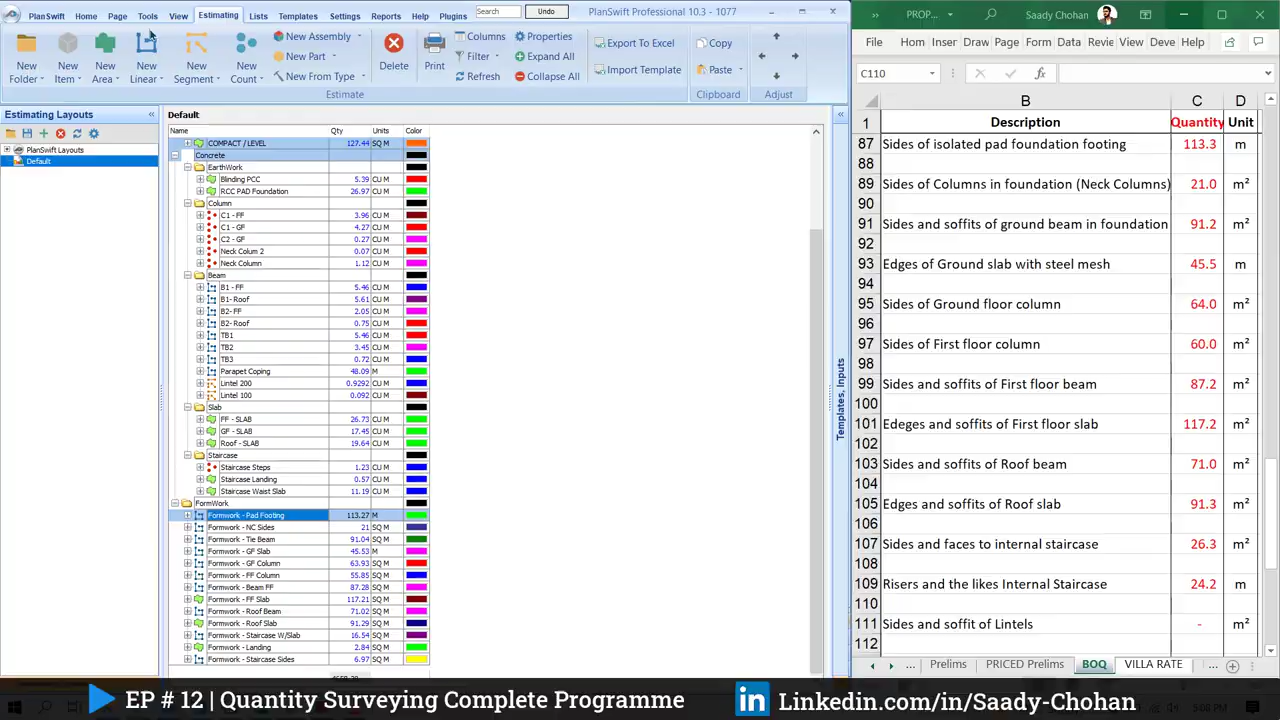 PlanSwift Home Page Tools View Estimating Lists Templates Settings Reports Help Plugins Search Undo PlanSwift Professional 10.3 - 1077
New Folder New Item New Area New Linear New Segment New Count New Assembly New Part New From Type Delete Print Columns Filter Refresh Properties Expand All Collapse All Export To Excel Import Template Copy Paste
Estimate Clipboard Adjust
Estimating Layouts
PlanSwift Layouts
Default
Default
Name Qty Units Color
COMPACT / LEVEL 127.44 SQ M
Concrete
EarthWork
Blinding PCC 5.39 CU M
RCC PAD Foundation 26.97 CU M
Column
C1 - FF 3.96 CU M
C1 - GF 4.27 CU M
C2 - GF 0.27 CU M
Neck Colum 2 0.07 CU M
Neck Column 1.12 CU M
Beam
B1 - FF 5.46 CU M
B1- Roof 5.61 CU M
B2- FF 2.05 CU M
B2- Roof 0.75 CU M
TB1 5.46 CU M
TB2 3.45 CU M
TB3 0.72 CU M
Parapet Coping 48.09 M
Lintel 200 0.9292 CU M
Lintel 100 0.092 CU M
Slab
FF - SLAB 26.73 CU M
GF - SLAB 17.45 CU M
Roof - SLAB 19.64 CU M
Staircase
Staircase Steps 1.23 CU M
Staircase Landing 0.57 CU M
Staircase Waist Slab 11.19 CU M
FormWork
Formwork - Pad Footing 113.27 M
Formwork - NC Sides 21 SQ M
Formwork - Tie Beam 91.04 SQ M
Formwork - GF Slab 45.53 M
Formwork - GF Column 63.93 SQ M
Formwork - FF Column 55.85 SQ M
Formwork - Beam FF 87.28 SQ M
Formwork - FF Slab 117.21 SQ M
Formwork - Roof Beam 71.02 SQ M
Formwork - Roof Slab 91.29 SQ M
Formwork - Staircase W/Slab 16.54 SQ M
Formwork - Landing 2.84 SQ M
Formwork - Staircase Sides 6.97 SQ M
Templates, Inputs
PROP... Saady Chohan
File Hom Inser Draw Page Form Data Revie View Deve Help
C110 fx
B C D
1 Description Quantity Unit
87 Sides of isolated pad foundation footing 113.3 m
88
89 Sides of Columns in foundation (Neck Columns) 21.0 m²
90
91 Sides and soffits of ground beam in foundation 91.2 m²
92
93 Edges of Ground slab with steel mesh 45.5 m
94
95 Sides of Ground floor column 64.0 m²
96
97 Sides of First floor column 60.0 m²
98
99 Sides and soffits of First floor beam 87.2 m²
100
101 Edeges and soffits of First floor slab 117.2 m²
102
103 Sides and soffits of Roof beam 71.0 m²
104
105 Edges and soffits of Roof slab 91.3 m²
106
107 Sides and faces to internal staircase 26.3 m²
108
109 Risers and the likes Internal Staircase 24.2 m
110
111 Sides and soffit of Lintels - m²
112
... Prelims PRICED Prelims BOQ VILLA RATE ...
EP # 12 | Quantity Surveying Complete Programme in Linkedin.com/in/Saady-Chohan